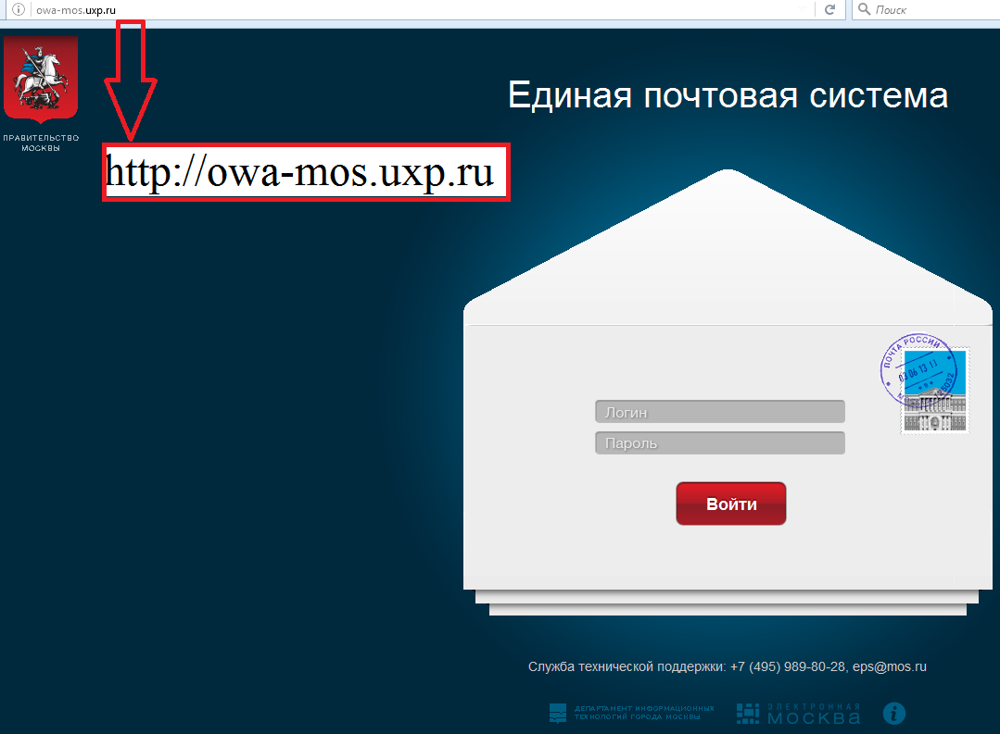 owa-mos.uxp.ru
Поиск
ПРАВИТЕЛЬСТВО
МОСКВЫ
http://owa-mos.uxp.ru
Единая почтовая система
ПОЧТА РОССИИ
03 06 13 11
Логин
Пароль
Войти
Служба технической поддержки: +7 (495) 989-80-28, eps@mos.ru
ДЕПАРТАМЕНТ ИНФОРМАЦИОННЫХ
ТЕХНОЛОГИЙ ГОРОДА МОСКВЫ
ЭЛЕКТРОННАЯ
МОСКВА